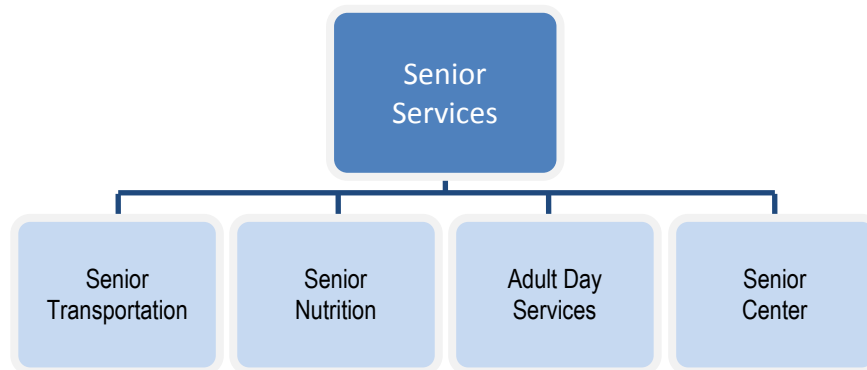 Senior
Services
Senior
Transportation
Senior
Nutrition
Adult Day
Services
Senior
Center